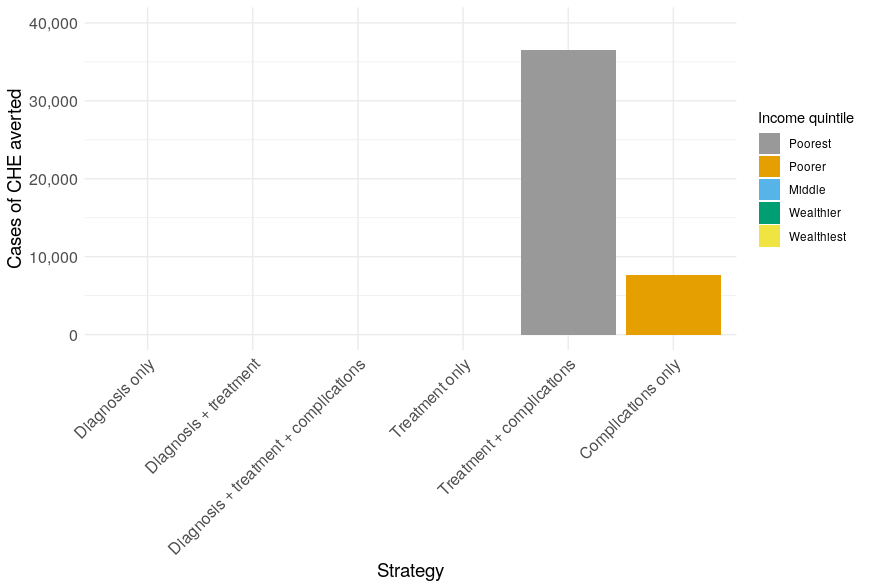 40,000
30,000
20,000
10,000
0
Cases of CHE averted
Diagnosis only
Diagnosis + treatment
Diagnosis + treatment + complications
Treatment only
Treatment + complications
Complications only
Strategy
Income quintile
Poorest
Poorer
Middle
Wealthier
Wealthiest